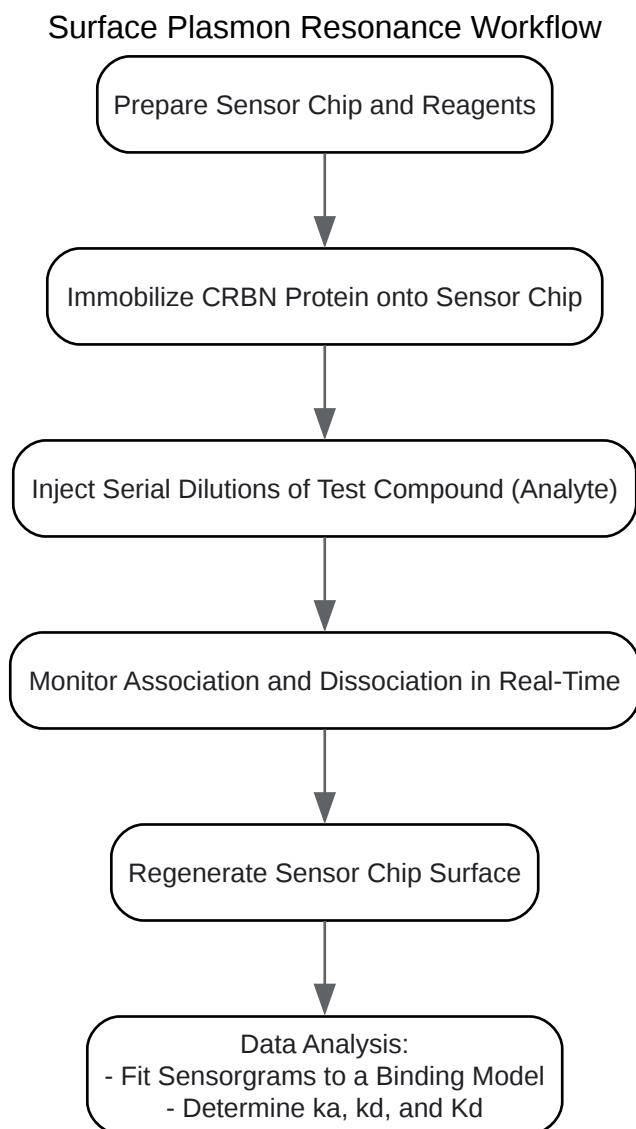 Surface Plasmon Resonance Workflow
Prepare Sensor Chip and Reagents
Immobilize CRBN Protein onto Sensor Chip
Inject Serial Dilutions of Test Compound (Analyte)
Monitor Association and Dissociation in Real-Time
Regenerate Sensor Chip Surface
Data Analysis:
- Fit Sensorgrams to a Binding Model
- Determine ka, kd, and Kd